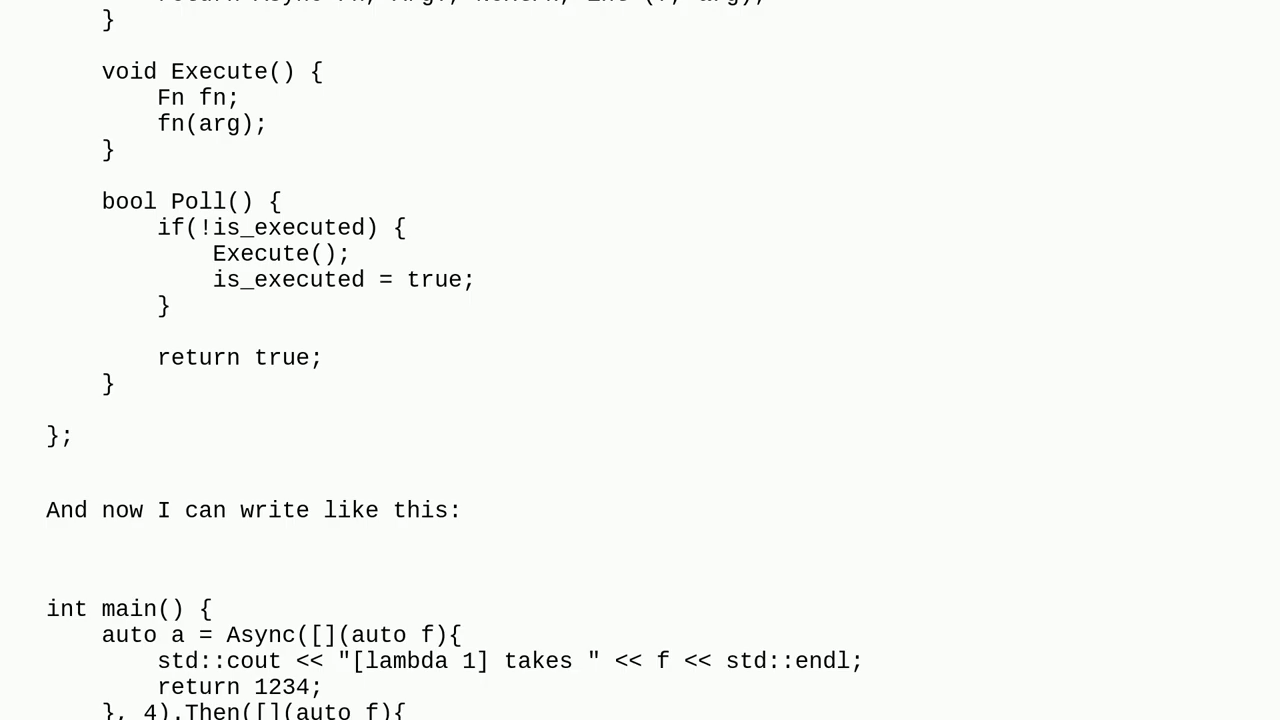 }
void Execute() {
Fn fn;
fn(arg);
}
bool Poll() {
if(!is_executed) {
Execute();
is_executed = true;
}
return true;
}
};
And now I can write like this:
int main() {
auto a = Async([](auto f){
std::cout << "[lambda 1] takes " << f << std::endl;
return 1234;
}, 4).Then([](auto f){